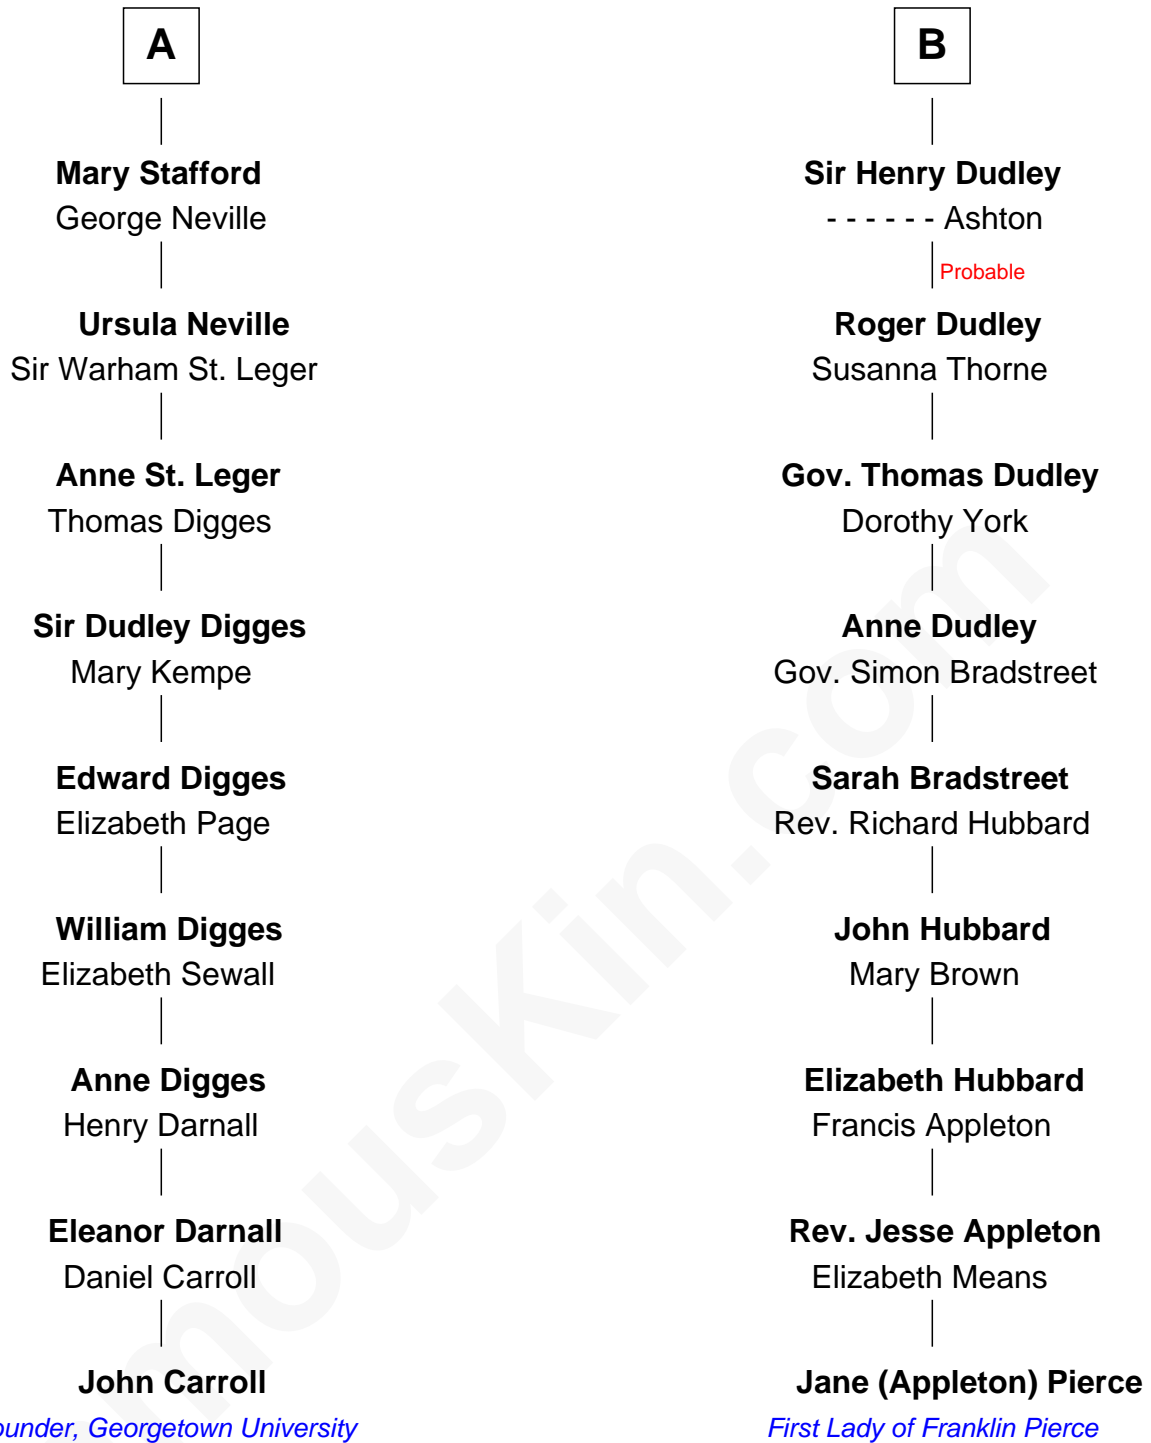 A
Mary Stafford
George Neville
Ursula Neville
Sir Warham St. Leger
Anne St. Leger
Thomas Digges
Sir Dudley Digges
Mary Kempe
Edward Digges
Elizabeth Page
William Digges
Elizabeth Sewall
Anne Digges
Henry Darnall
Eleanor Darnall
Daniel Carroll
John Carroll
ounder, Georgetown University
B
Sir Henry Dudley
- - - - - - Ashton
Probable
Roger Dudley
Susanna Thorne
Gov. Thomas Dudley
Dorothy York
Anne Dudley
Gov. Simon Bradstreet
Sarah Bradstreet
Rev. Richard Hubbard
John Hubbard
Mary Brown
Elizabeth Hubbard
Francis Appleton
Rev. Jesse Appleton
Elizabeth Means
Jane (Appleton) Pierce
First Lady of Franklin Pierce
mouskin.com